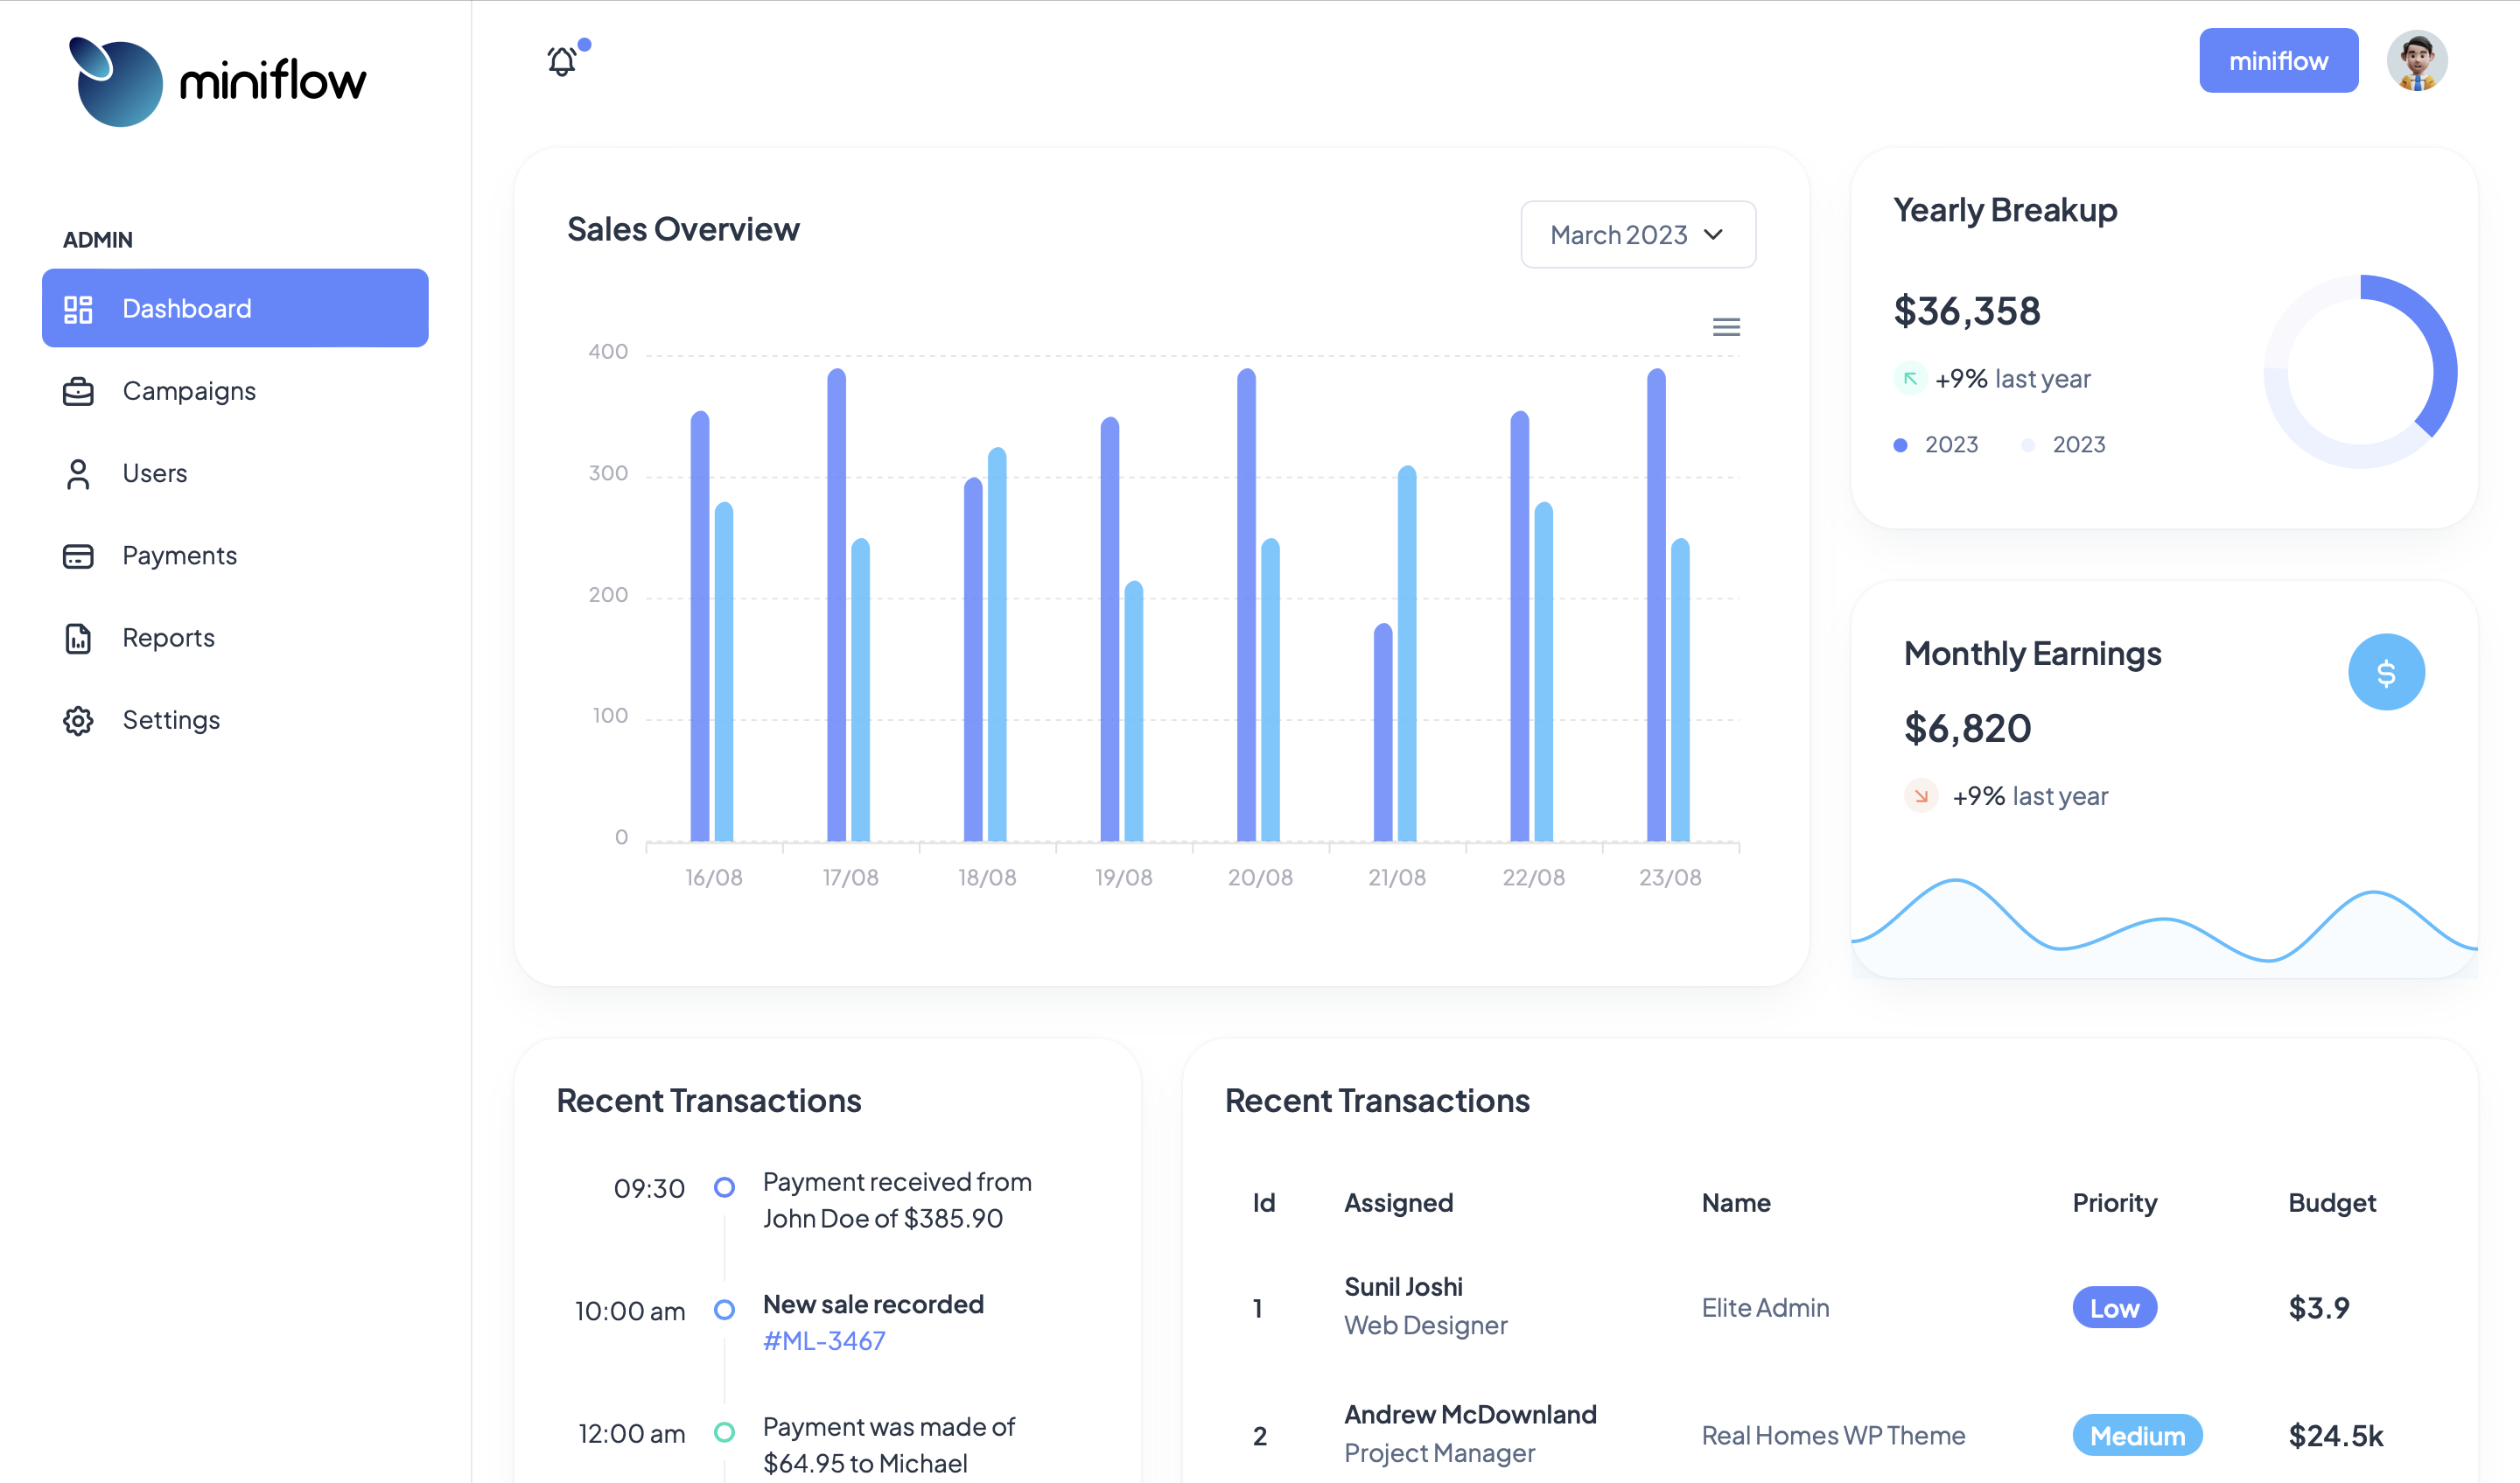 miniflow
miniflow
ADMIN
Dashboard
Campaigns
Users
Payments
Reports
Settings
Sales Overview
March 2023
400
300
200
100
0
16/08 17/08 18/08 19/08 20/08 21/08 22/08 23/08
Yearly Breakup
$36,358
+9% last year
2023 2023
Monthly Earnings
$
$6,820
+9% last year
Recent Transactions
09:30
Payment received from
John Doe of $385.90
10:00 am
New sale recorded
#ML-3467
12:00 am
Payment was made of
$64.95 to Michael
Recent Transactions
Id Assigned Name Priority Budget
1
Sunil Joshi
Web Designer
Elite Admin
Low
$3.9
2
Andrew McDownland
Project Manager
Real Homes WP Theme
Medium
$24.5k